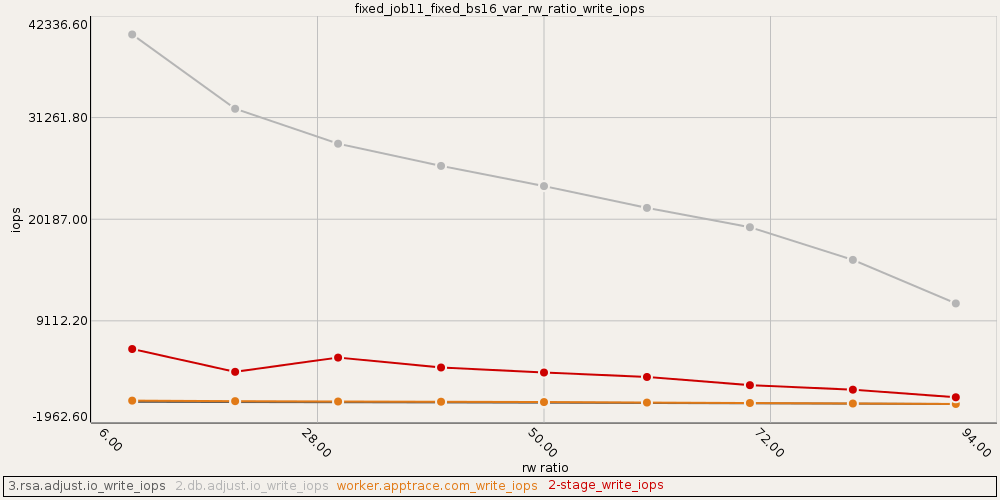 fixed_job11_fixed_bs16_var_rw_ratio_write_iops
42336.60
31261.80
20187.00
9112.20
-1962.60
iops
6.00
28.00
50.00
72.00
94.00
rw ratio
3.rsa.adjust.io_write_iops 2.db.adjust.io_write_iops worker.apptrace.com_write_iops 2-stage_write_iops